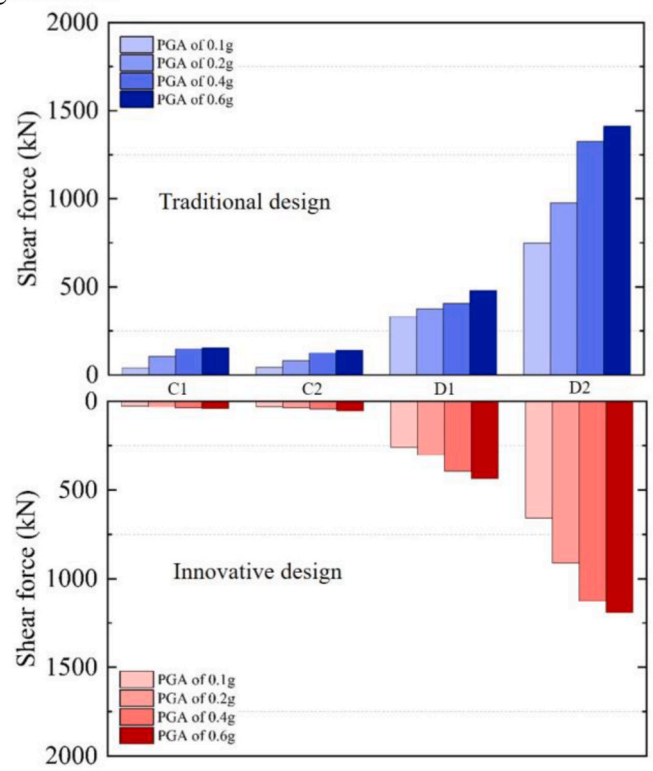 2000
PGA of 0.1g
PGA of 0.2g
PGA of 0.4g
PGA of 0.6g
1500
1000
Traditional design
500
0
Shear force (kN)
C1 C2 D1 D2
0
500
1000
Innovative design
1500
PGA of 0.1g
PGA of 0.2g
PGA of 0.4g
PGA of 0.6g
2000
Shear force (kN)